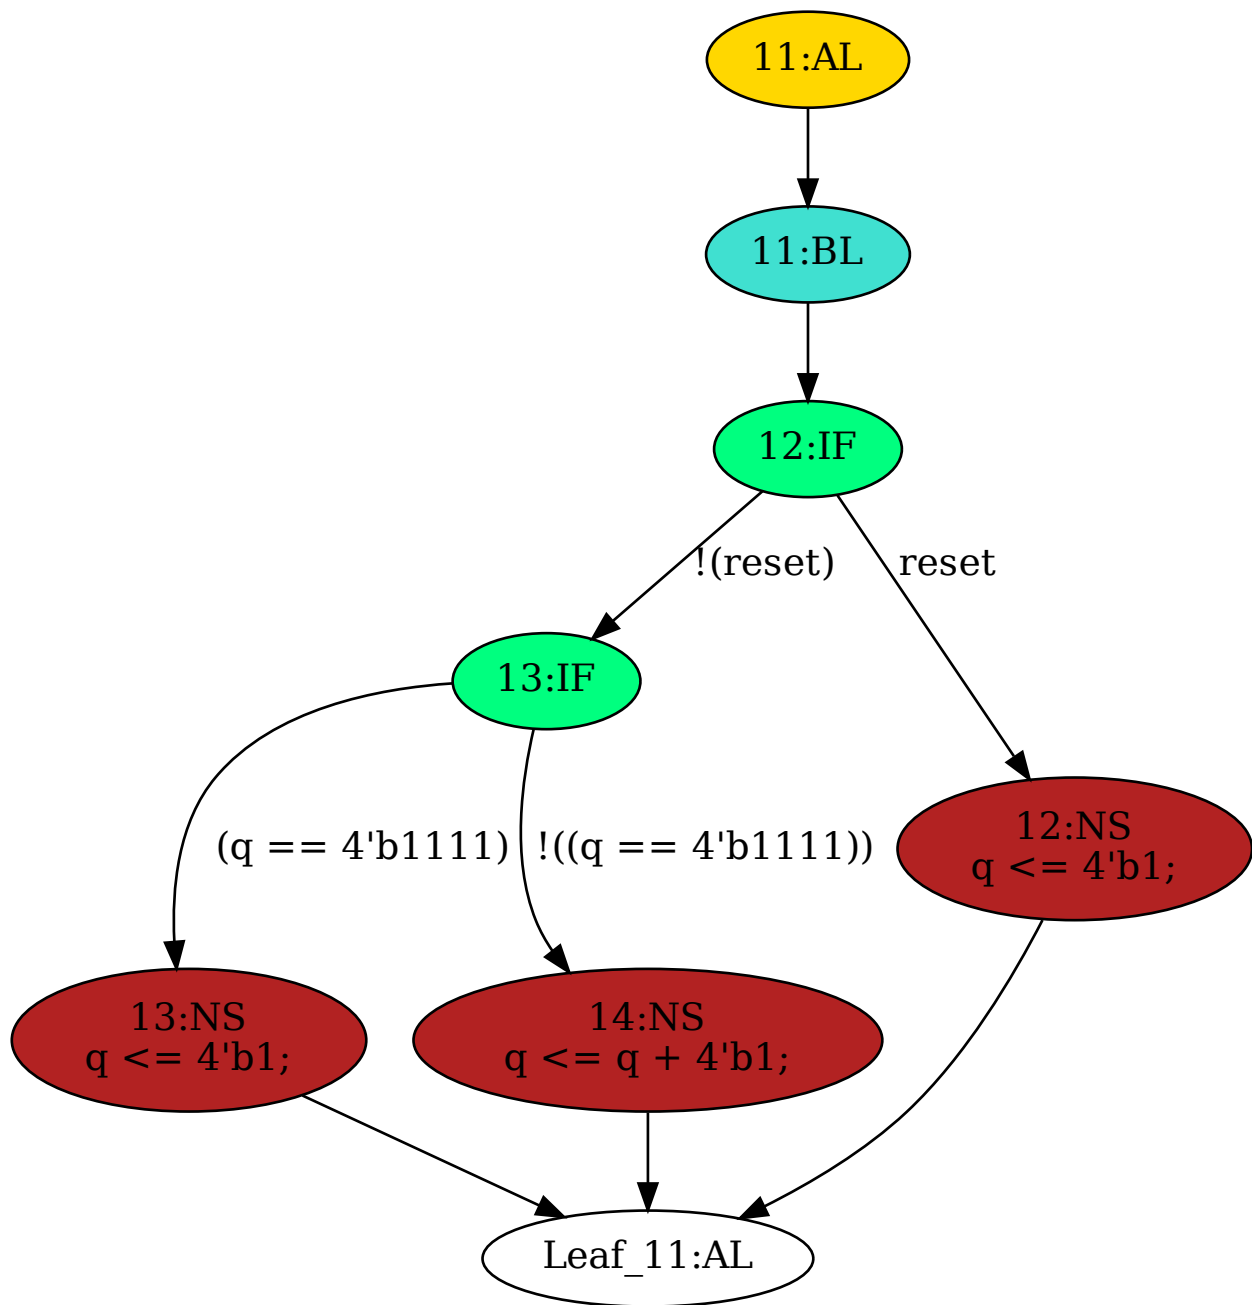 11:AL
11:BL
12:IF
!(reset)
reset
13:IF
(q == 4'b1111)
!((q == 4'b1111))
12:NS
q <= 4'b1;
13:NS
q <= 4'b1;
14:NS
q <= q + 4'b1;
Leaf_11:AL